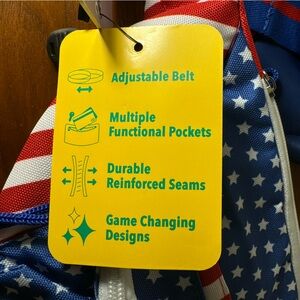 Adjustable Belt
Multiple
Functional Pockets
Durable
Reinforced Seams
Game Changing
Designs